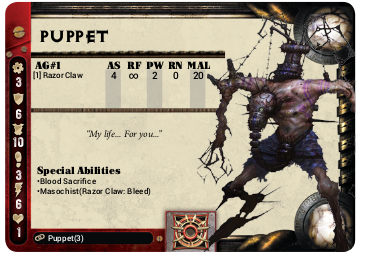 PUPPET
AG#1 AS RF PW RN MAL
[1] Razor Claw 4 ∞ 2 0 20
3
6
10
3
6
1
"My life... For you..."
Special Abilities
•Blood Sacrifice
•Masochist(Razor Claw: Bleed)
Puppet(3)